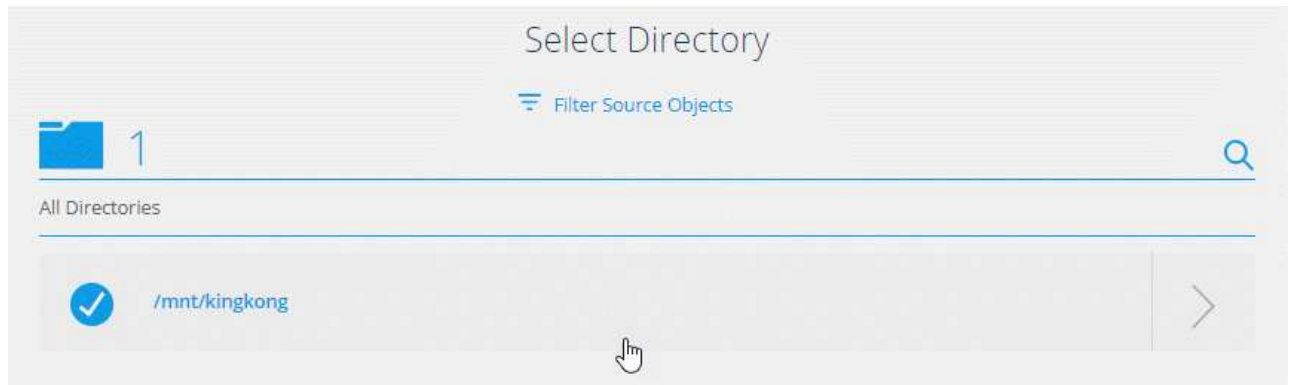 Select Directory
Filter Source Objects
1
All Directories
/mnt/kingkong